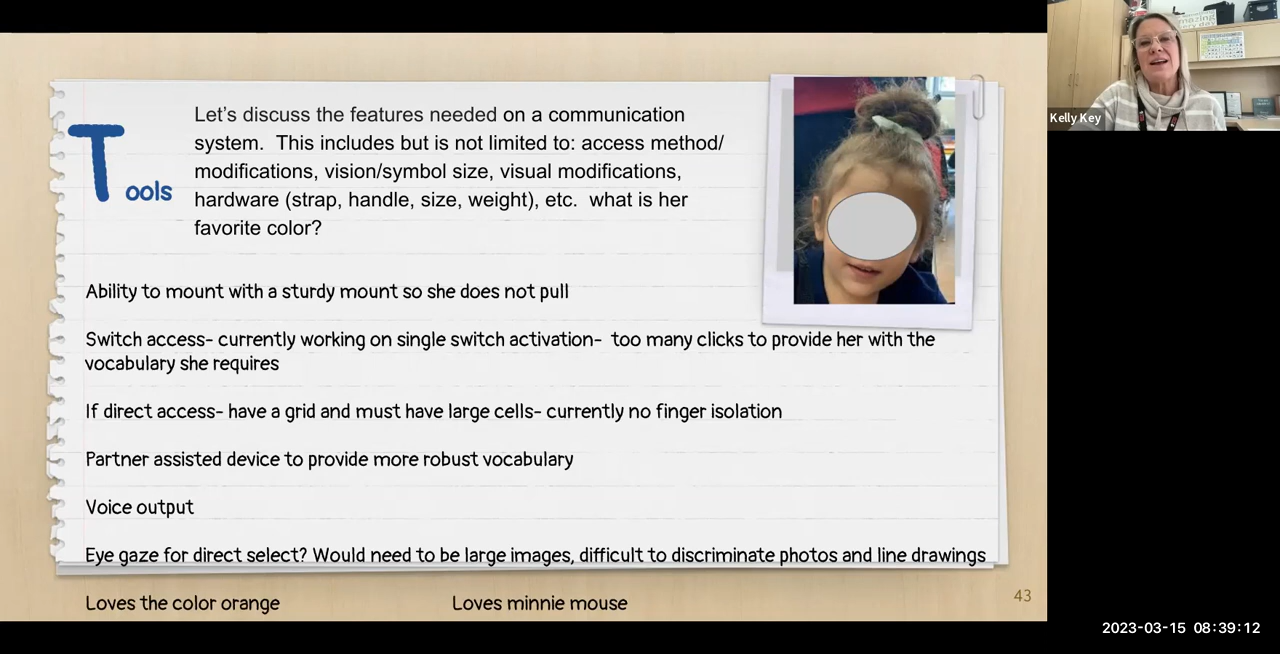 Let's discuss the features needed on a communication
system. This includes but is not limited to: access method/
modifications, vision/symbol size, visual modifications,
hardware (strap, handle, size, weight), etc. what is her
favorite color?
Tools
Ability to mount with a sturdy mount so she does not pull
Switch access- currently working on single switch activation- too many clicks to provide her with the
vocabulary she requires
If direct access- have a grid and must have large cells- currently no finger isolation
Partner assisted device to provide more robust vocabulary
Voice output
Eye gaze for direct select? Would need to be large images, difficult to discriminate photos and line drawings
Loves the color orange
Loves minnie mouse
43
Kelly Key
2023-03-15 08:39:12